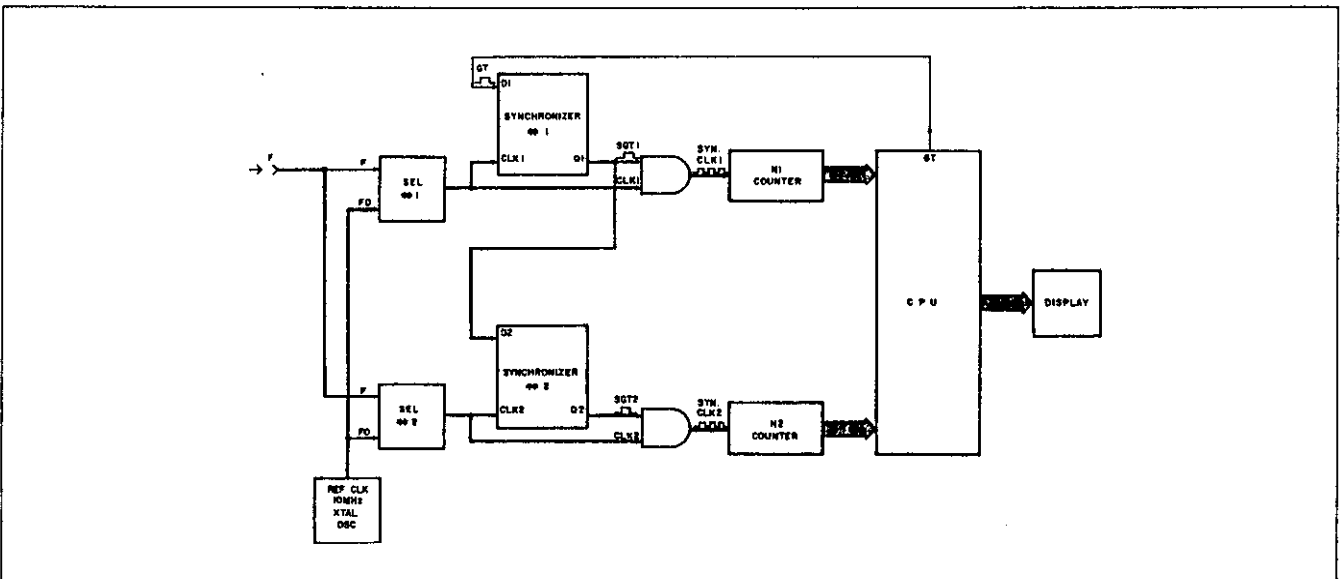 GT
D1
SYNCHRONIZER
#1
CLK1
Q1
SGT1
CLK1
SYN.
CLK1
N1
COUNTER
GT
CPU
DISPLAY
F
F
FO
SEL
#1
D2
SYNCHRONIZER
#2
CLK2
Q2
SGT2
CLK2
SYN.
CLK2
N2
COUNTER
F
FO
SEL
#2
REF CLK
10MHz
XTAL
OSC